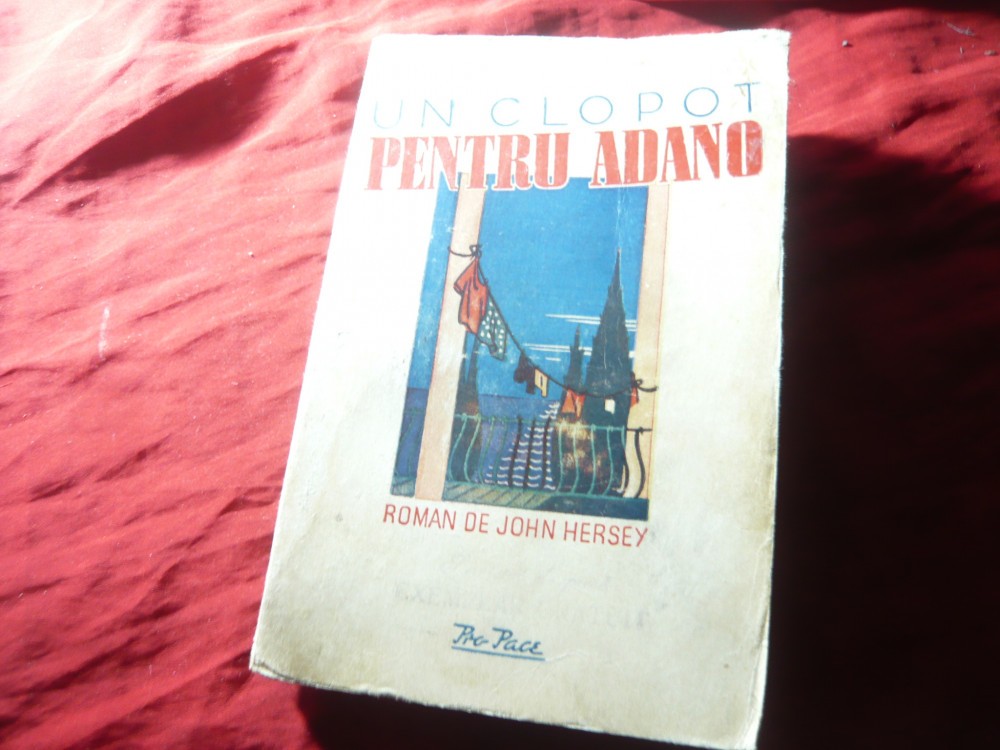 UN CLOPOT
PENTRU ADANO
ROMAN DE JOHN HERSEY
Pro Pace